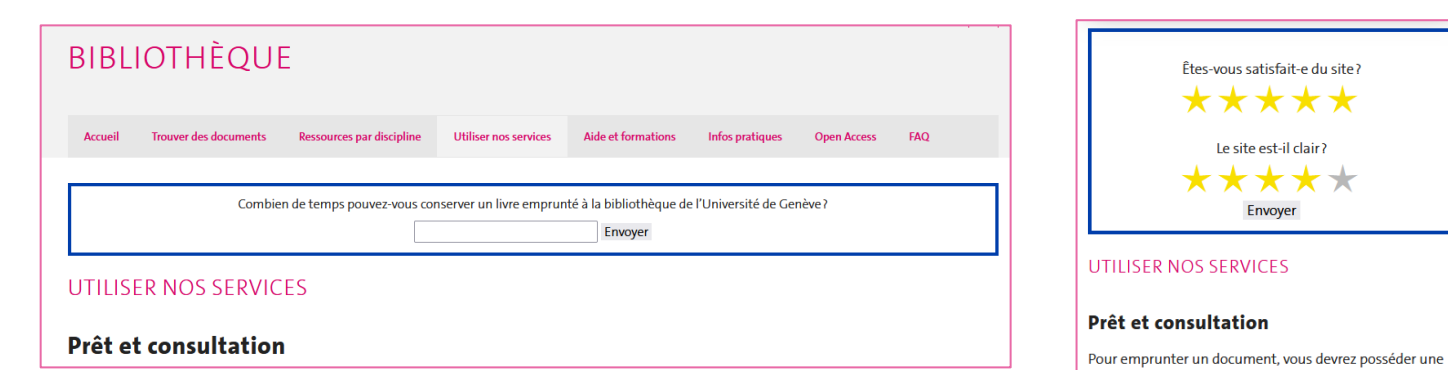 BIBLIOTHÈQUE
Accueil Trouver des documents Ressources par discipline Utiliser nos services Aide et formations Infos pratiques Open Access FAQ
Combien de temps pouvez-vous conserver un livre emprunté à la bibliothèque de l'Université de Genève?
Envoyer
UTILISER NOS SERVICES
Prêt et consultation
Êtes-vous satisfait-e du site?
Le site est-il clair?
Envoyer
UTILISER NOS SERVICES
Prêt et consultation
Pour emprunter un document, vous devrez posséder une